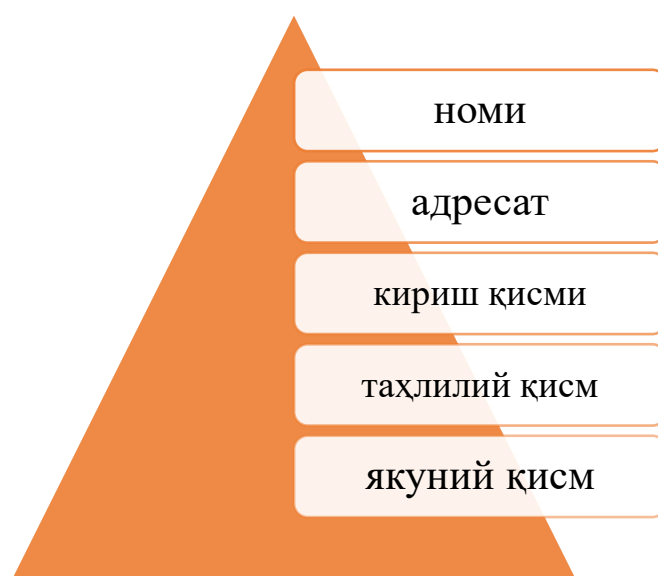 номи
адресат
кириш қисми
таҳлилий қисм
якуний қисм